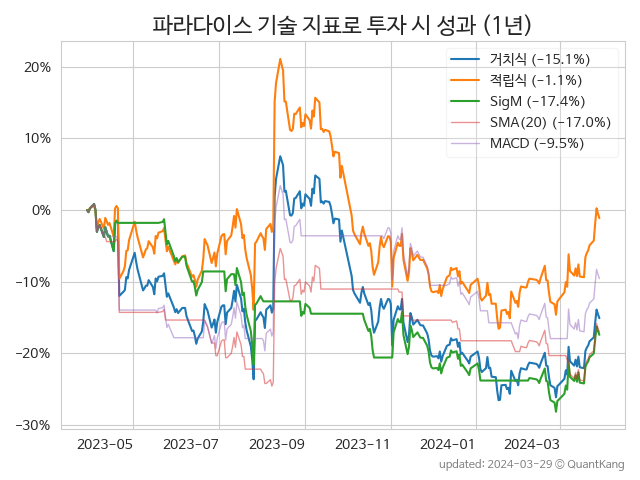 파라다이스 기술 지표로 투자 시 성과 (1년)
거치식 (−15.1%)
적립식 (−1.1%)
SigM (−17.4%)
SMA(20) (−17.0%)
MACD (−9.5%)
20%
10%
0%
−10%
−20%
−30%
2023−05 2023−07 2023−09 2023−11 2024−01 2024−03
updated: 2024−03−29 © QuantKang